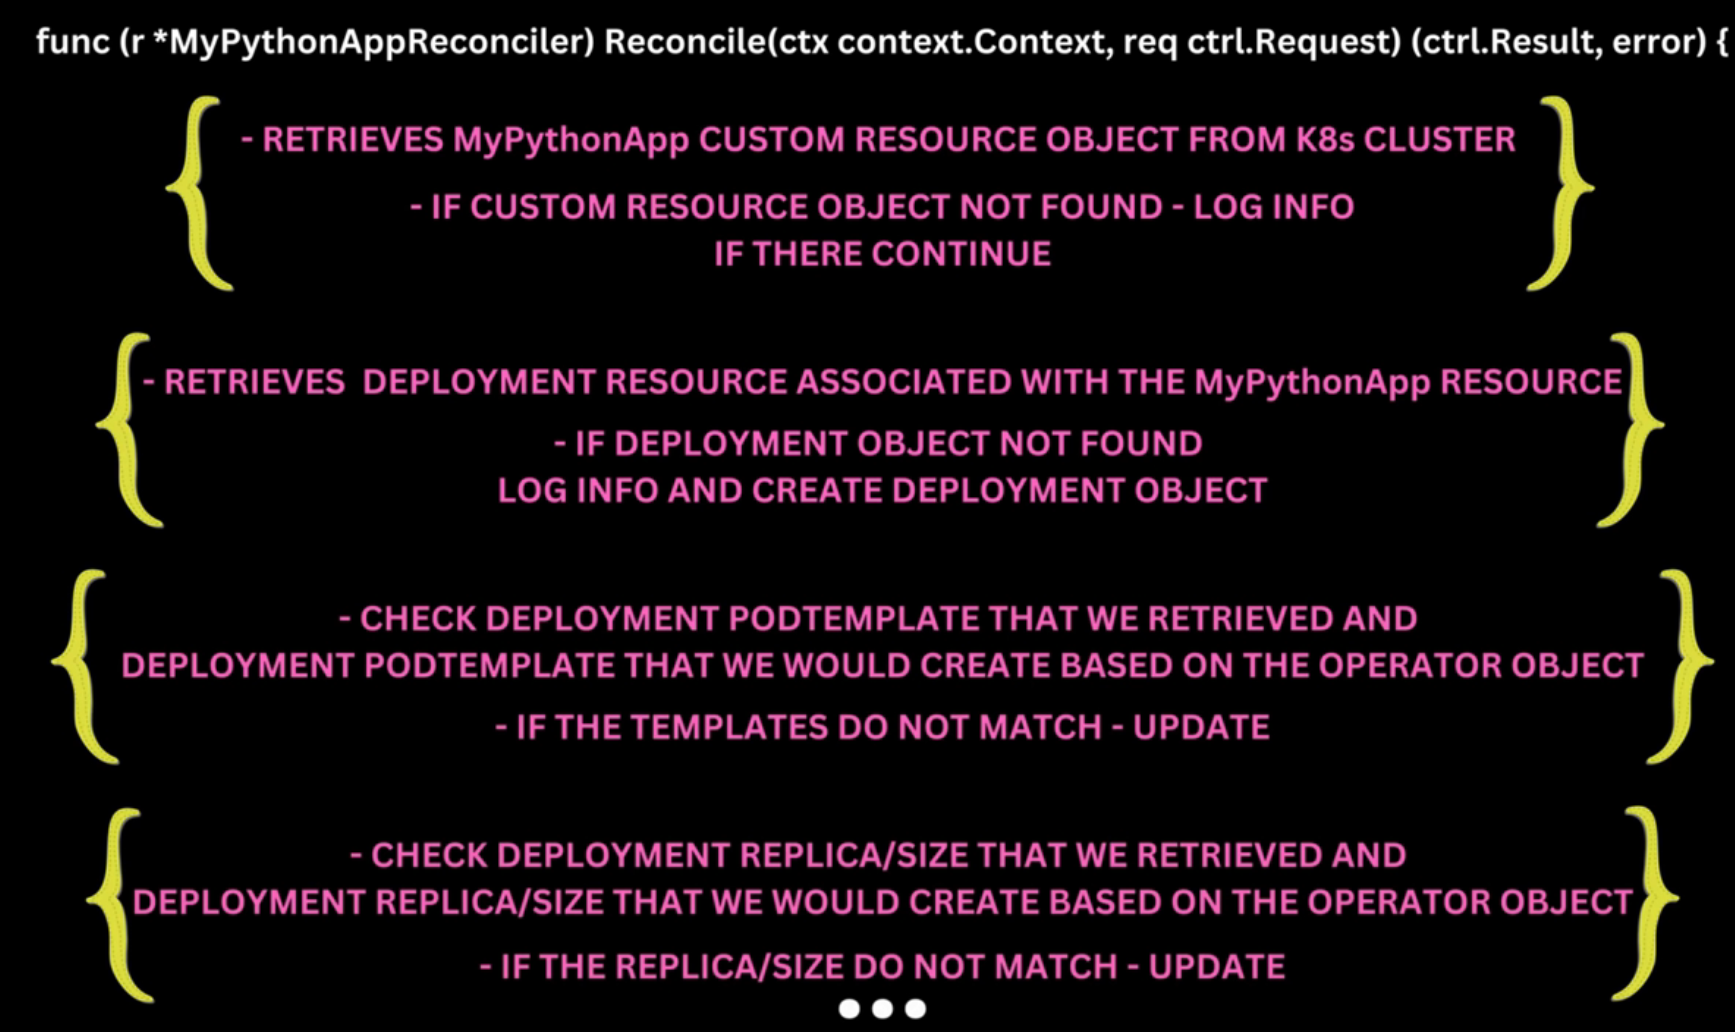 func (r *MyPythonAppReconciler) Reconcile(ctx context.Context, req ctrl.Request) (ctrl.Result, error) {
- RETRIEVES MyPythonApp CUSTOM RESOURCE OBJECT FROM K8s CLUSTER
- IF CUSTOM RESOURCE OBJECT NOT FOUND - LOG INFO
IF THERE CONTINUE
- RETRIEVES DEPLOYMENT RESOURCE ASSOCIATED WITH THE MyPythonApp RESOURCE
- IF DEPLOYMENT OBJECT NOT FOUND
LOG INFO AND CREATE DEPLOYMENT OBJECT
- CHECK DEPLOYMENT PODTEMPLATE THAT WE RETRIEVED AND
DEPLOYMENT PODTEMPLATE THAT WE WOULD CREATE BASED ON THE OPERATOR OBJECT
- IF THE TEMPLATES DO NOT MATCH - UPDATE
- CHECK DEPLOYMENT REPLICA/SIZE THAT WE RETRIEVED AND
DEPLOYMENT REPLICA/SIZE THAT WE WOULD CREATE BASED ON THE OPERATOR OBJECT
- IF THE REPLICA/SIZE DO NOT MATCH - UPDATE